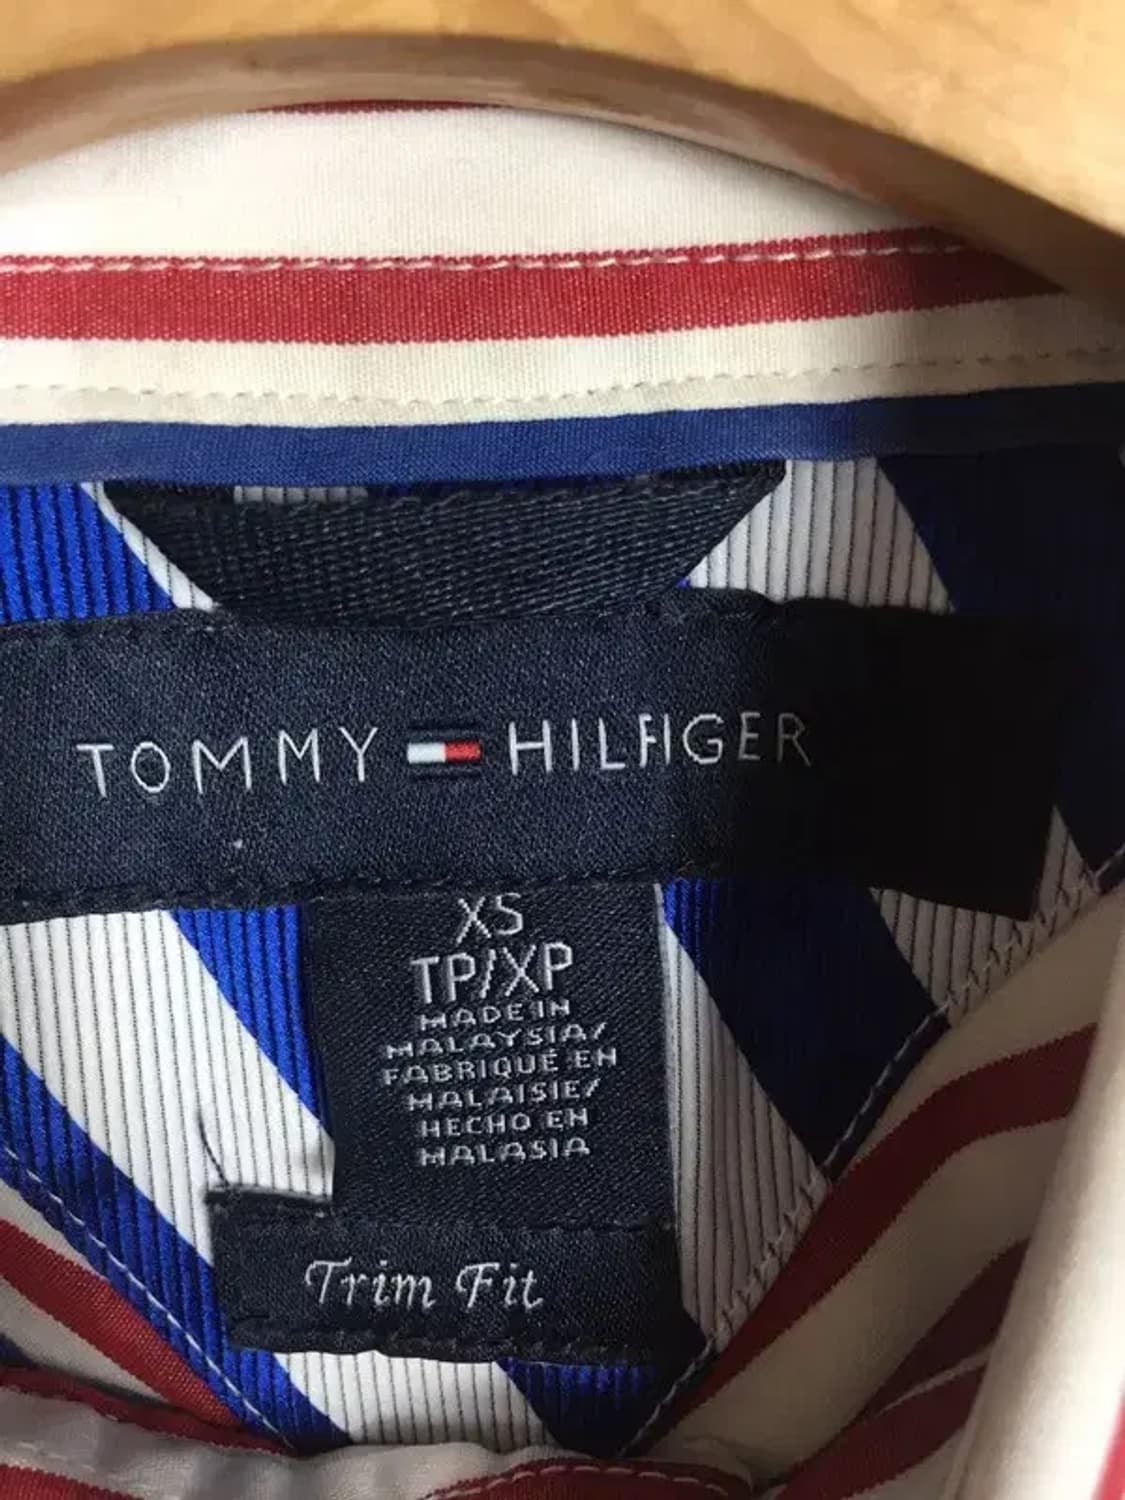 TOMMY HILFIGER
XS
TP/XP
MADE IN
MALAYSIA/
FABRIQUÉ EN
MALAISIE/
HECHO EN
MALASIA
Trim Fit